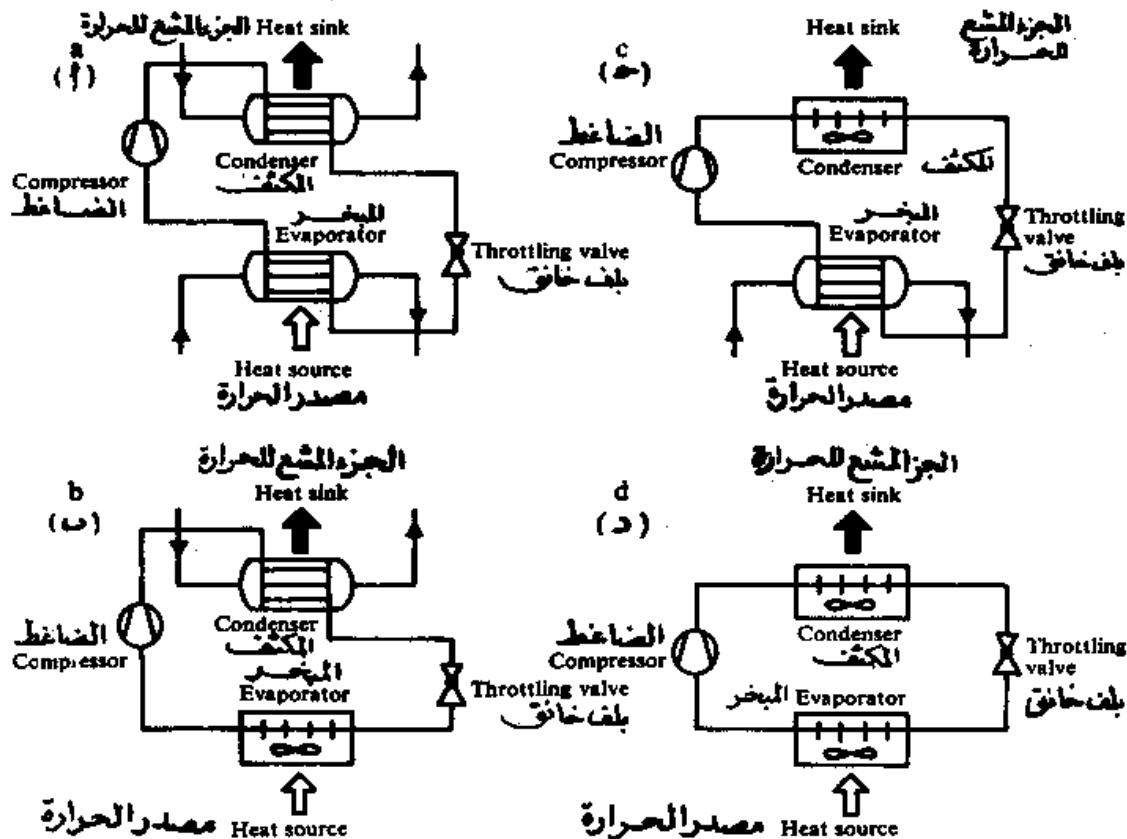 a
(أ)
الجزء المشع للحرارة
Heat sink
Compressor
الضاغط
Condenser
المكثف
المبخر
Evaporator
Throttling valve
بلف خانق
Heat source
مصدر الحرارة
c
(جـ)
Heat sink
الجزء المشع
للحرارة
الضاغط
Compressor
Condenser
المكثف
المبخر
Evaporator
Throttling
valve
بلف خانق
Heat source
مصدر الحرارة
b
(ب)
الجزء المشع للحرارة
Heat sink
الضاغط
Compressor
Condenser
المكثف
المبخر
Evaporator
Throttling valve
بلف خانق
مصدر الحرارة Heat source
d
(د)
الجز المشع للحرارة
Heat sink
الضاغط
Compressor
Condenser
المكثف
المبخر Evaporator
Throttling
valve
بلف خانق
مصدر الحرارة Heat source